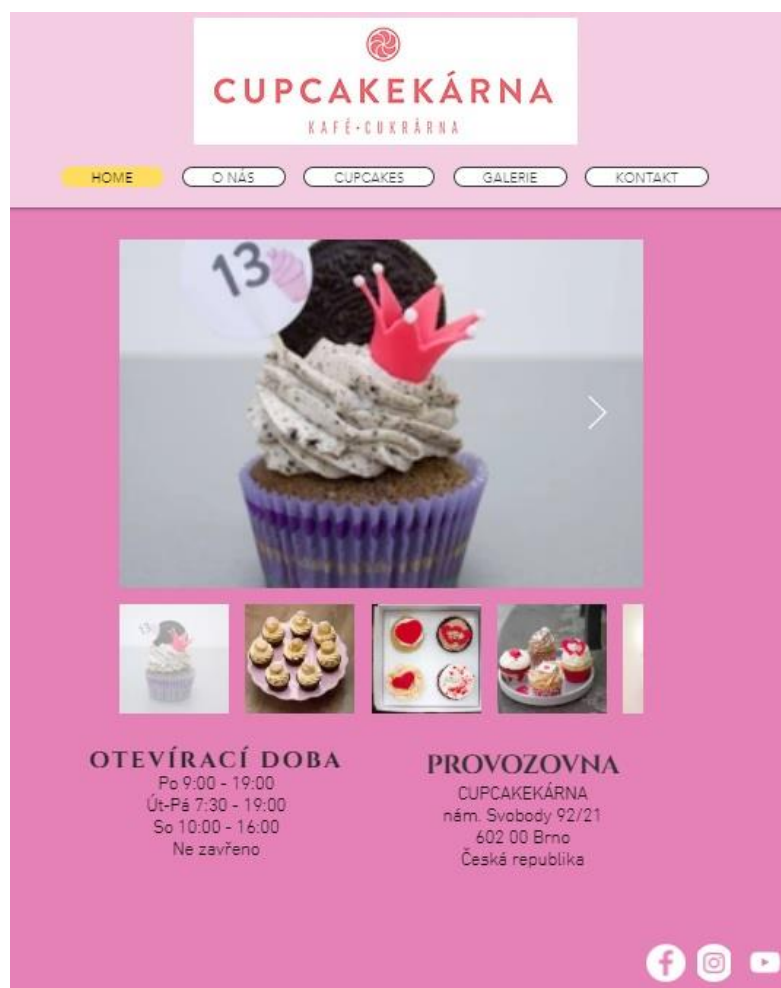 CUPCAKEKÁRNA
KAFÉ•CUKRÁRNA
HOME
O NÁS
CUPCAKES
GALERIE
KONTAKT
13
13
OTEVÍRACÍ DOBA
Po 9:00 - 19:00
Út-Pá 7:30 - 19:00
So 10:00 - 16:00
Ne zavřeno
PROVOZOVNA
CUPCAKEKÁRNA
nám. Svobody 92/21
602 00 Brno
Česká republika